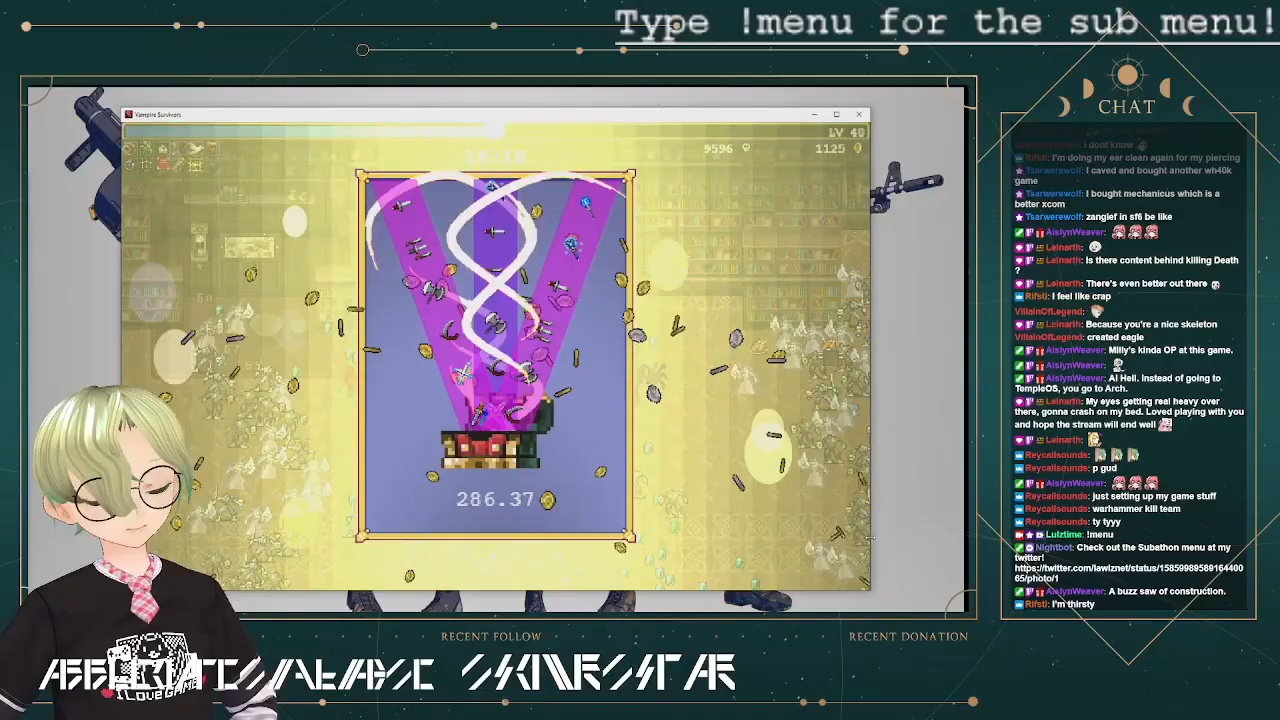 Type !menu for the sub menu!
CHAT
Vampire Survivors
LV 40
9596
1125
286.37
i dont know
Rifsti: I'm doing my ear clean again for my piercing
Tsarwerewolf: I caved and bought another wh40k
game
Tsarwerewolf: I bought mechanicus which is a
better xcom
Tsarwerewolf: zangief in sf6 be like
AislynWeaver:
Leinarth:
Leinarth: Is there content behind killing Death
?
Leinarth: There's even better out there
Rifsti: I feel like crap
VillainOfLegend:
Leinarth: Because you're a nice skeleton
VillainOfLegend: created eagle
AislynWeaver: Milly's kinda OP at this game.
AislynWeaver:
AislynWeaver: AI Hell. Instead of going to
TempleOS, you go to Arch.
Leinarth: My eyes getting real heavy over
there, gonna crash on my bed. Loved playing with you
and hope the stream will end well
Leinarth:
Reycallsounds:
Reycallsounds: p gud
AislynWeaver:
Reycallsounds: just setting up my game stuff
Reycallsounds: warhammer kill team
Reycallsounds: ty tyyy
Lulztime: !menu
Nightbot: Check out the Subathon menu at my
twitter!
https://twitter.com/lawlznet/status/15859989589164400
65/photo/1
AislynWeaver: A buzz saw of construction.
Rifsti: I'm thirsty
RECENT FOLLOW
RECENT DONATION
I LOVE GAME